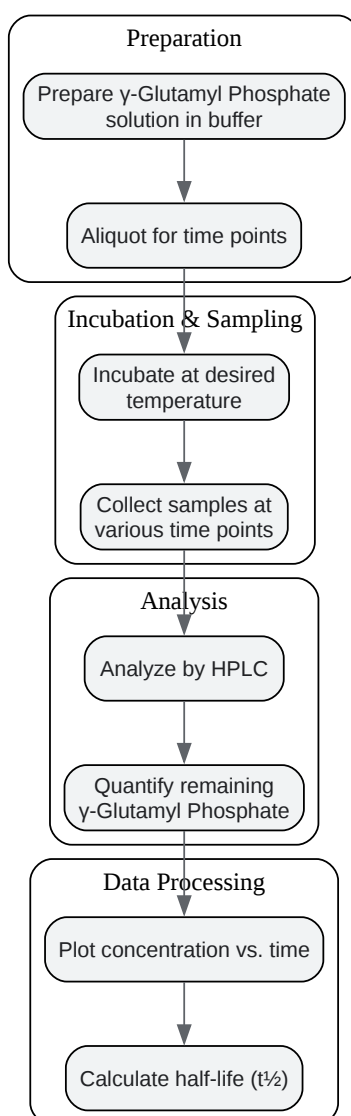 Preparation
Prepare γ-Glutamyl Phosphate
solution in buffer
Aliquot for time points
Incubation & Sampling
Incubate at desired
temperature
Collect samples at
various time points
Analysis
Analyze by HPLC
Quantify remaining
γ-Glutamyl Phosphate
Data Processing
Plot concentration vs. time
Calculate half-life (t½)